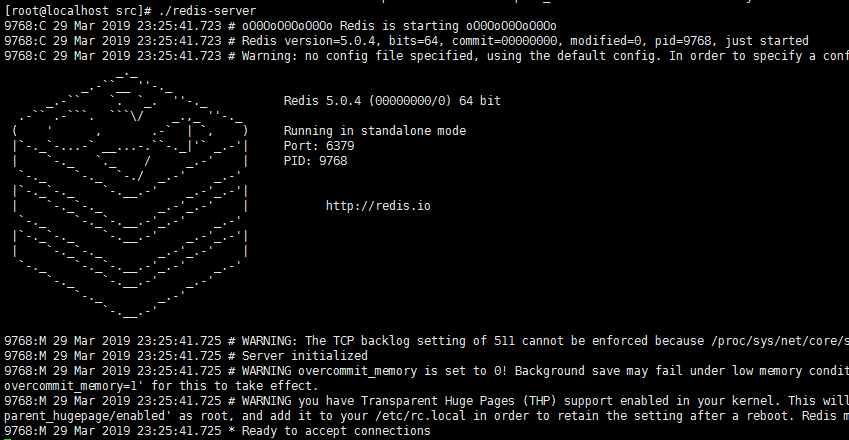 [root@localhost src]# ./redis-server
9768:C 29 Mar 2019 23:25:41.723 # oO0OoO0OoO0Oo Redis is starting oO0OoO0OoO0Oo
9768:C 29 Mar 2019 23:25:41.723 # Redis version=5.0.4, bits=64, commit=00000000, modified=0, pid=9768, just started
9768:C 29 Mar 2019 23:25:41.723 # Warning: no config file specified, using the default config. In order to specify a conf
Redis 5.0.4 (00000000/0) 64 bit
Running in standalone mode
Port: 6379
PID: 9768
http://redis.io
9768:M 29 Mar 2019 23:25:41.725 # WARNING: The TCP backlog setting of 511 cannot be enforced because /proc/sys/net/core/s
9768:M 29 Mar 2019 23:25:41.725 # Server initialized
9768:M 29 Mar 2019 23:25:41.725 # WARNING overcommit_memory is set to 0! Background save may fail under low memory condit
overcommit_memory=1' for this to take effect.
9768:M 29 Mar 2019 23:25:41.725 # WARNING you have Transparent Huge Pages (THP) support enabled in your kernel. This will
parent_hugepage/enabled' as root, and add it to your /etc/rc.local in order to retain the setting after a reboot. Redis m
9768:M 29 Mar 2019 23:25:41.725 * Ready to accept connections